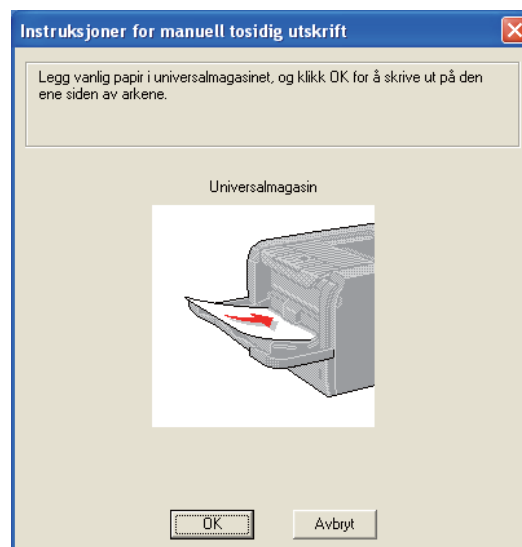 Instruksjoner for manuell tosidig utskrift
Legg vanlig papir i universalmagasinet, og klikk OK for å skrive ut på den
ene siden av arkene.
Universalmagasin
OK
Avbryt